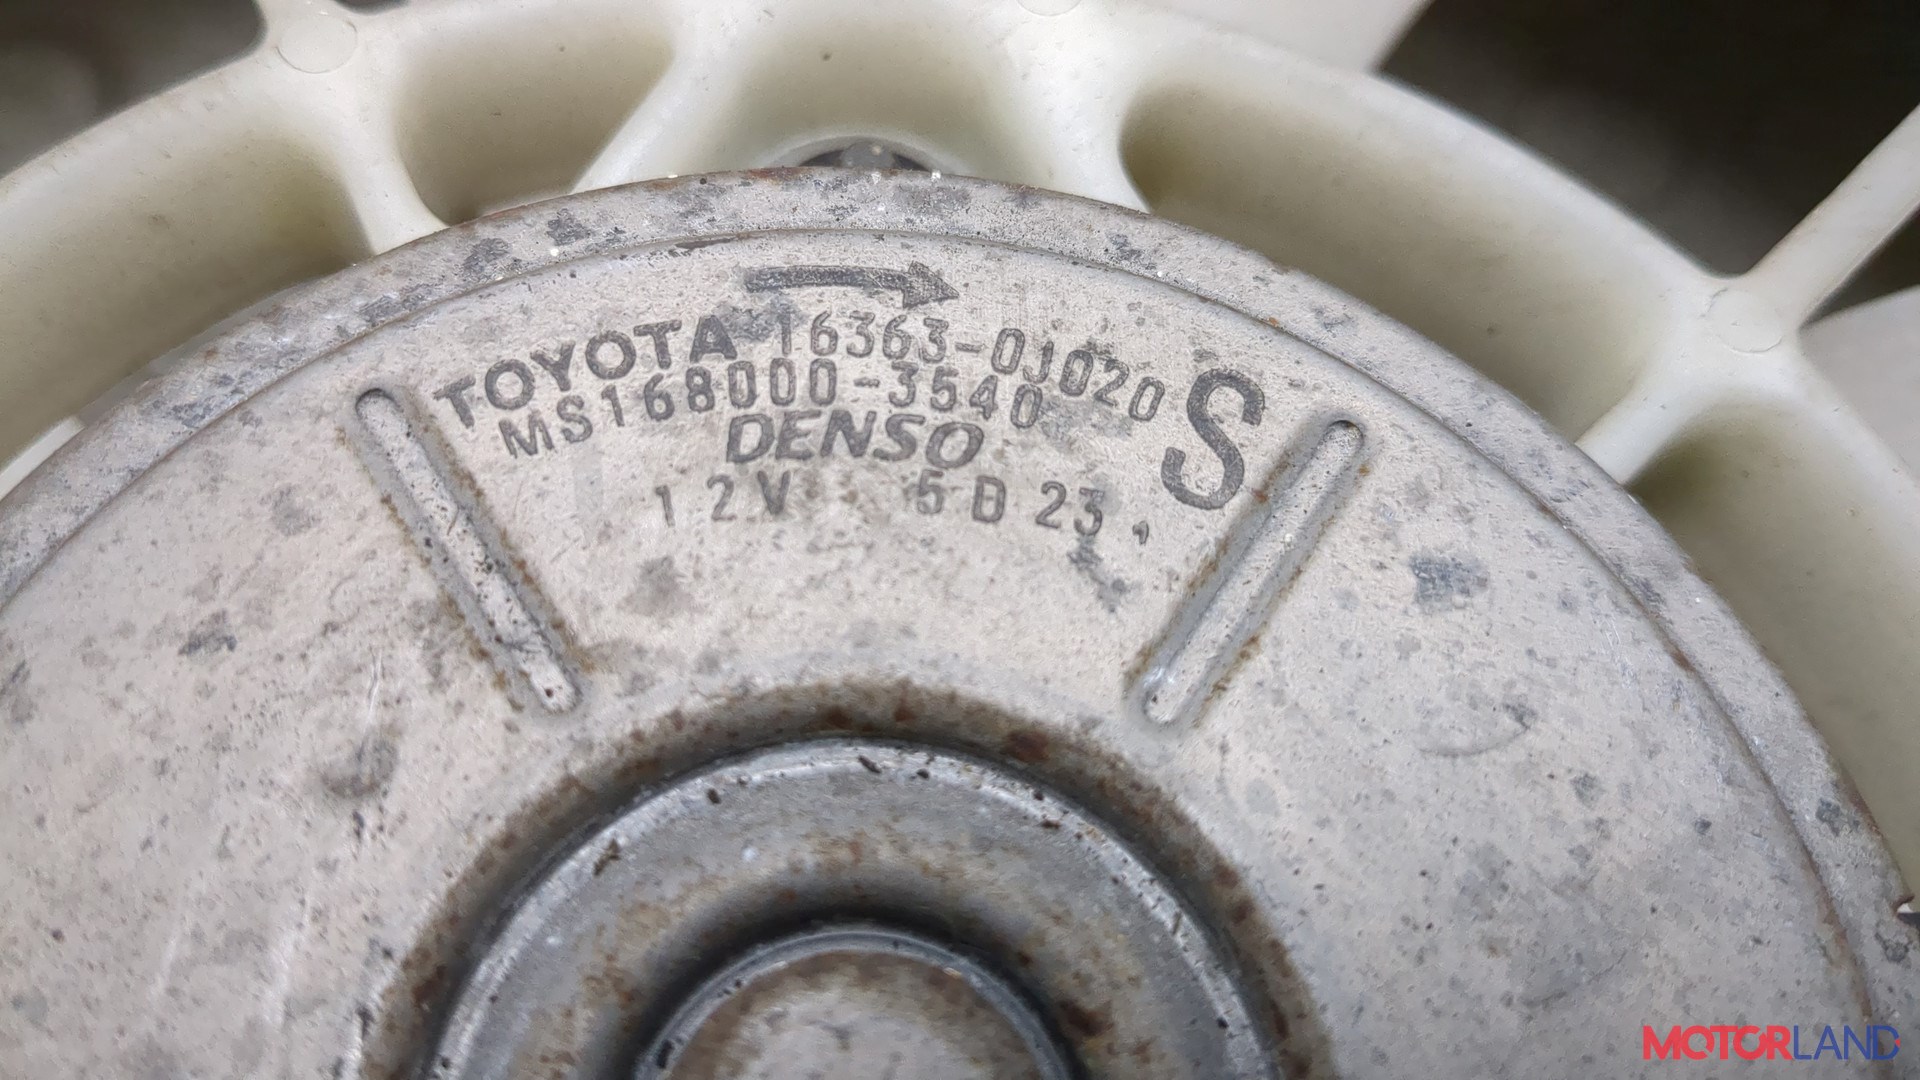 TOYOTA 16363-0J020
MS168000-3540 S
DENSO
12V 5D23
MOTORLAND